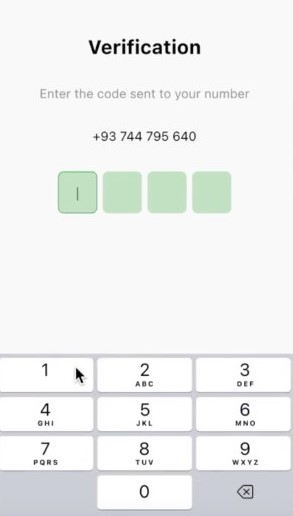 Verification
Enter the code sent to your number
+93 744 795 640
1 2 3
ABC DEF
4 5 6
GHI JKL MNO
7 8 9
PQRS TUV WXYZ
0